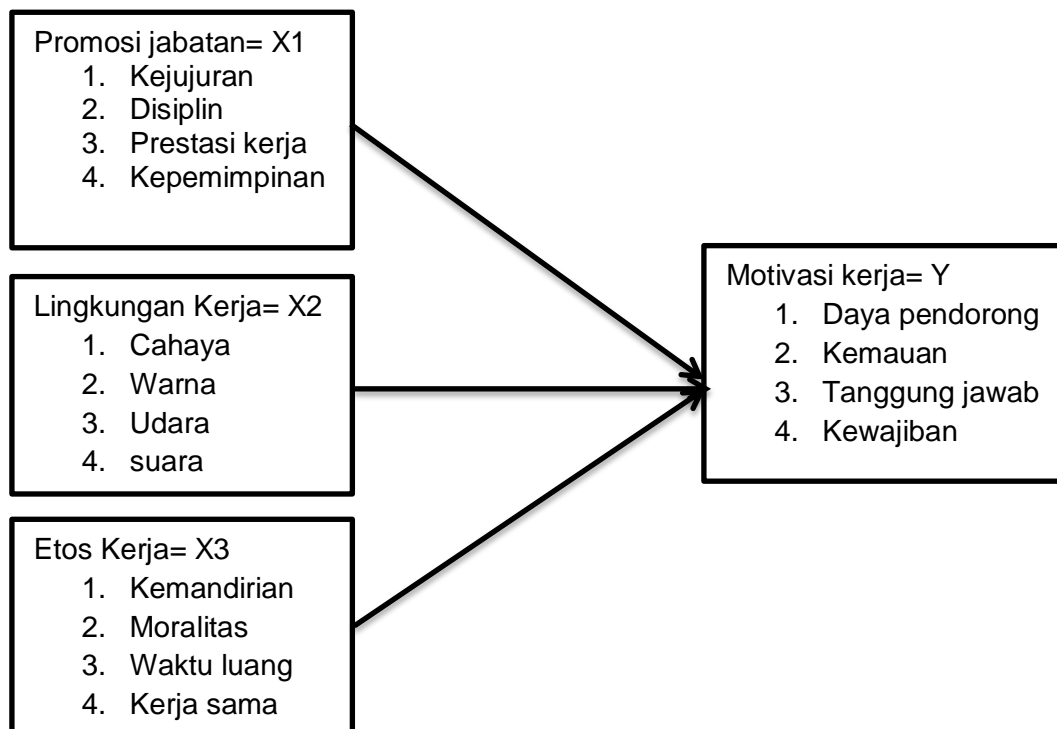 Promosi jabatan= X1
1. Kejujuran
2. Disiplin
3. Prestasi kerja
4. Kepemimpinan
Lingkungan Kerja= X2
1. Cahaya
2. Warna
3. Udara
4. suara
Etos Kerja= X3
1. Kemandirian
2. Moralitas
3. Waktu luang
4. Kerja sama
Motivasi kerja= Y
1. Daya pendorong
2. Kemauan
3. Tanggung jawab
4. Kewajiban